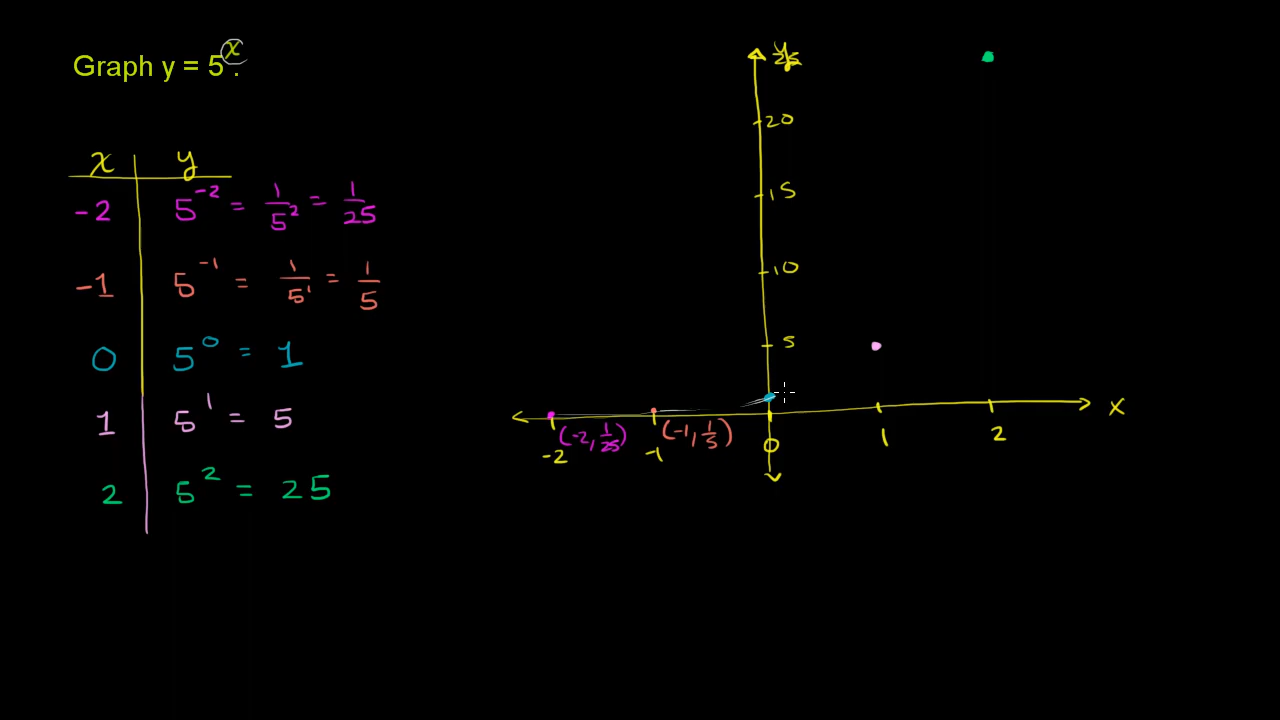 Graph y = 5^x.
x y
-2 5^-2 = 1/5^2 = 1/25
-1 5^-1 = 1/5^1 = 1/5
0 5^0 = 1
1 5^1 = 5
2 5^2 = 25
y
20
15
10
5
x
(-2, 1/25) (-1, 1/5)
-2 -1 0 1 2